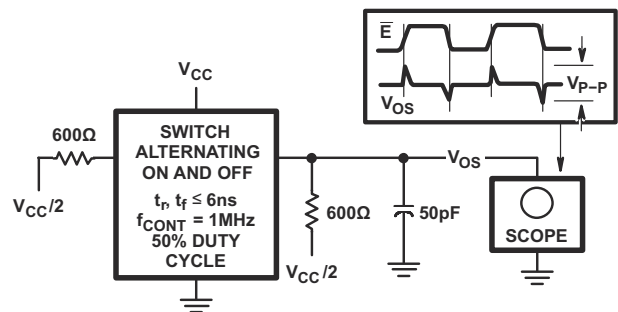 E
V_OS
V_P–P
V_CC
600Ω
V_CC/2
SWITCH
ALTERNATING
ON AND OFF
t_r, t_f ≤ 6ns
f_CONT = 1MHz
50% DUTY
CYCLE
V_OS
600Ω
50pF
V_CC/2
SCOPE